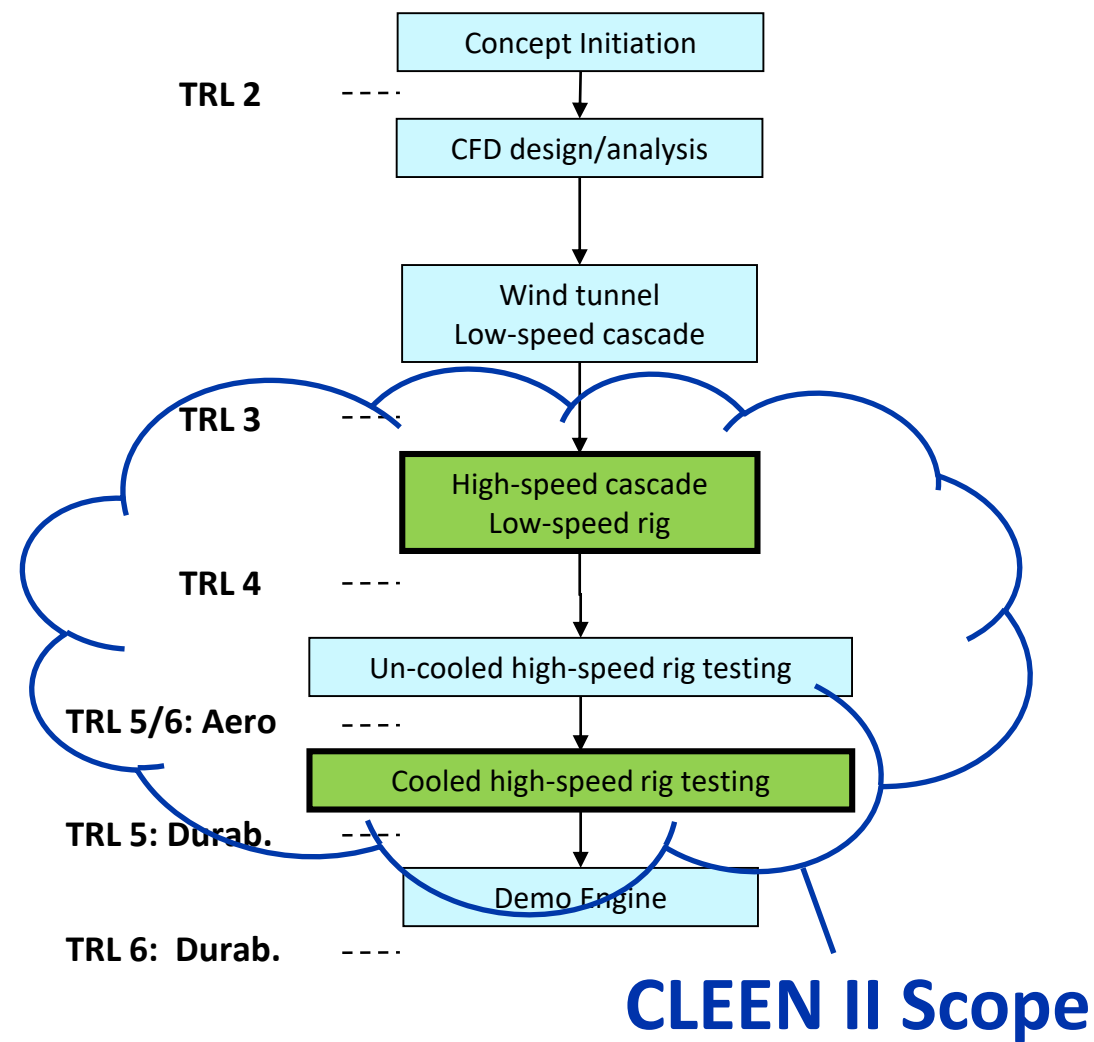 Concept Initiation
TRL 2
CFD design/analysis
Wind tunnel
Low-speed cascade
TRL 3
High-speed cascade
Low-speed rig
TRL 4
Un-cooled high-speed rig testing
TRL 5/6: Aero
Cooled high-speed rig testing
TRL 5: Durab.
Demo Engine
TRL 6: Durab.
CLEEN II Scope